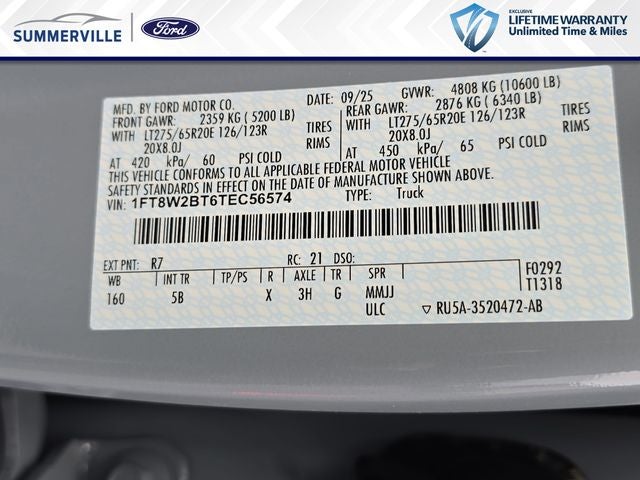 SUMMERVILLE
Ford
EXCLUSIVE
LIFETIME WARRANTY
Unlimited Time & Miles
MFD. BY FORD MOTOR CO.
DATE: 09/25 GVWR: 4808 KG (10600 LB)
FRONT GAWR: 2359 KG ( 5200 LB) REAR GAWR: 2876 KG ( 6340 LB)
WITH LT275/65R20E 126/123R TIRES WITH LT275/65R20E 126/123R TIRES
20X8.0J RIMS 20X8.0J RIMS
AT 420 kPa/ 60 PSI COLD AT 450 kPa/ 65 PSI COLD
THIS VEHICLE CONFORMS TO ALL APPLICABLE FEDERAL MOTOR VEHICLE
SAFETY STANDARDS IN EFFECT ON THE DATE OF MANUFACTURE SHOWN ABOVE.
VIN: 1FT8W2BT6TEC56574 TYPE: Truck
EXT PNT: R7 RC: 21 DSO:
WB INT TR TP/PS R AXLE TR SPR
160 5B X 3H G MMJJ
ULC
F0292
T1318
RU5A-3520472-AB